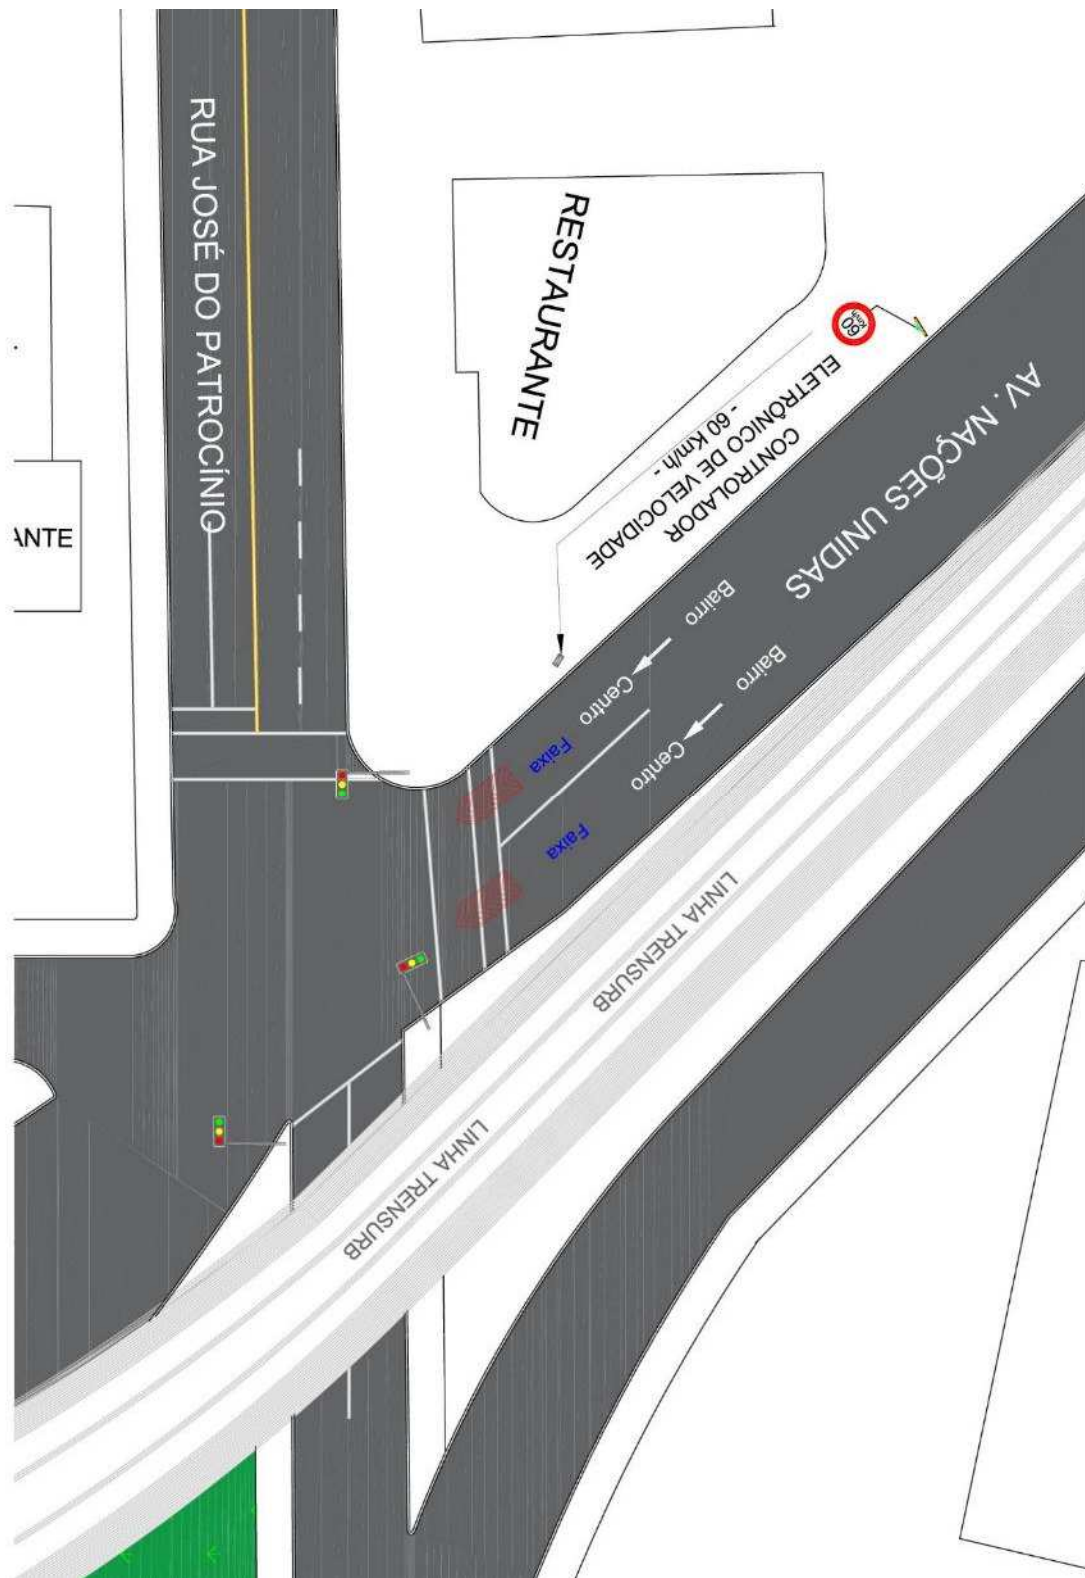 RUA JOSÉ DO PATROCÍNIO
RESTAURANTE
60
Km/h
CONTROLADOR
ELETRÔNICO DE VELOCIDADE
- 60 Km/h -
AV. NAÇÕES UNIDAS
ANTE
Bairro
Centro
Bairro
Centro
Faixa
Faixa
LINHA TRENSURB
LINHA TRENSURB